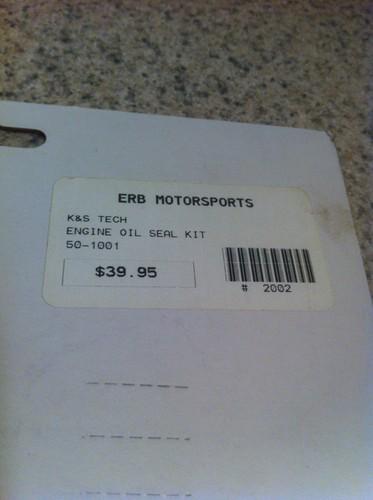 ERB MOTORSPORTS
K&S TECH
ENGINE OIL SEAL KIT
50-1001
$39.95
# 2002